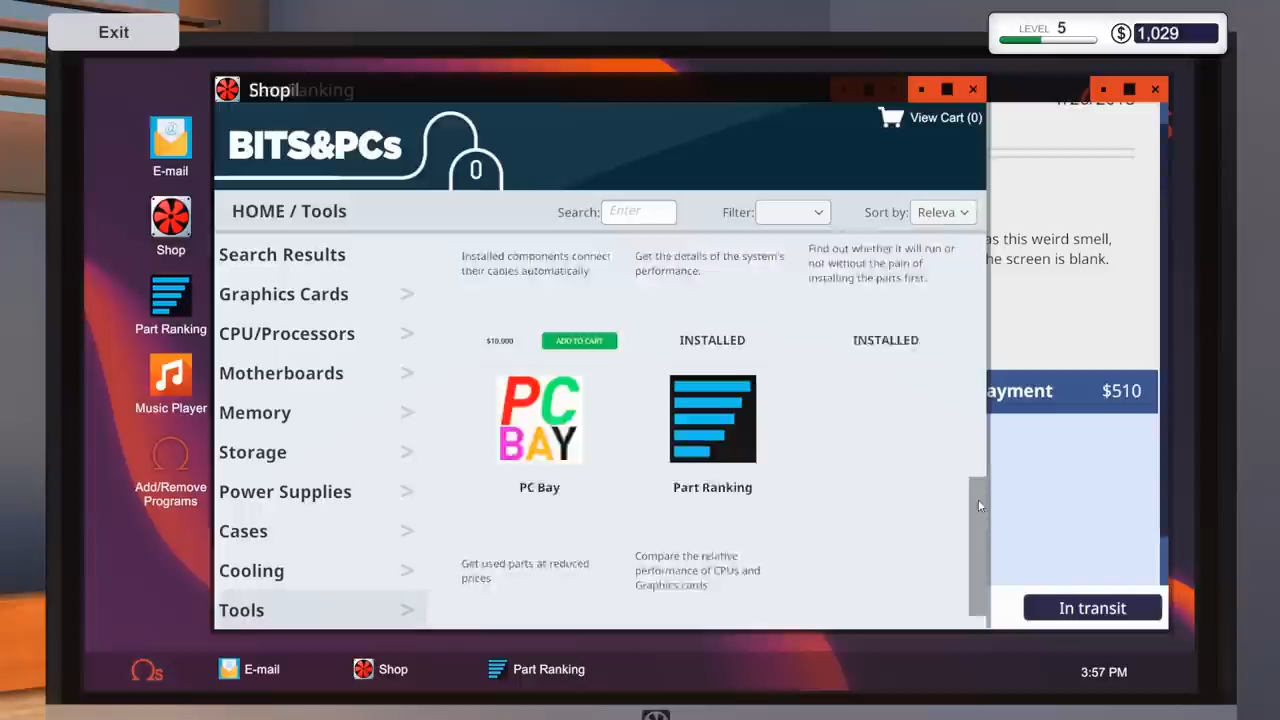 Exit
LEVEL 5
$ 1,029
Shop
View Cart (0)
BITS&PCs
HOME / Tools
Search: Enter
Filter:
Sort by: Releva
E-mail
Shop
Part Ranking
Music Player
Add/Remove
Programs
Search Results
Graphics Cards >
CPU/Processors >
Motherboards >
Memory >
Storage >
Power Supplies >
Cases >
Cooling >
Tools >
Installed components connect
their cables automatically
Get the details of the system's
performance.
Find out whether it will run or
not without the pain of
installing the parts first.
$10,000
ADD TO CART
INSTALLED
INSTALLED
PC
BAY
PC Bay
Part Ranking
Get used parts at reduced
prices
Compare the relative
performance of CPUs and
Graphics cards
as this weird smell,
he screen is blank.
ayment $510
In transit
E-mail
Shop
Part Ranking
3:57 PM